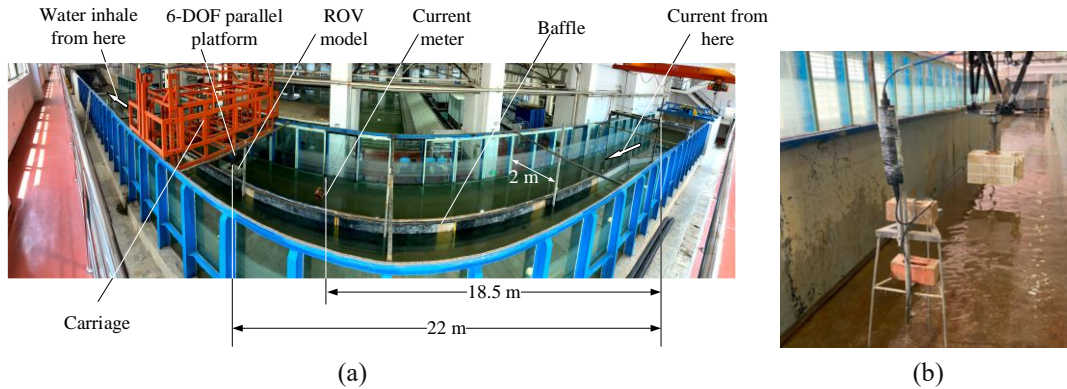 Water inhale
from here
6-DOF parallel
platform
ROV
model
Current
meter
Baffle
Current from
here
2 m
18.5 m
22 m
Carriage
(a)
(b)